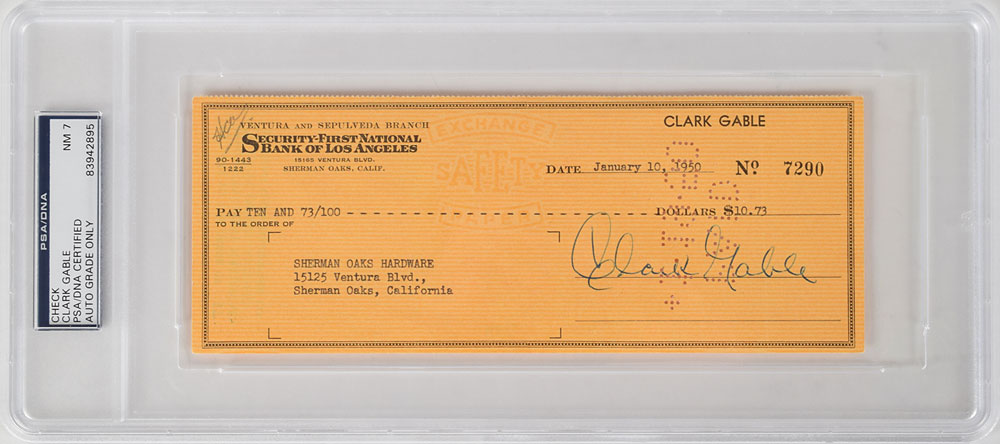 PSA/DNA
CHECK
CLARK GABLE
PSA/DNA CERTIFIED
AUTO GRADE ONLY
NM 7
83942895
VENTURA AND SEPULVEDA BRANCH
SECURITY-FIRST NATIONAL
BANK OF LOS ANGELES
90-1443
1222
15165 VENTURA BLVD.
SHERMAN OAKS, CALIF.
EXCHANGE
SAFETY
CLARK GABLE
DATE January 10, 1950 No 7290
PAY TEN AND 73/100 - - - - - - - - - - - - - - - - - - - - - - - - - - - DOLLARS $10.73
TO THE ORDER OF
SHERMAN OAKS HARDWARE
15125 Ventura Blvd.,
Sherman Oaks, California
Clark Gable